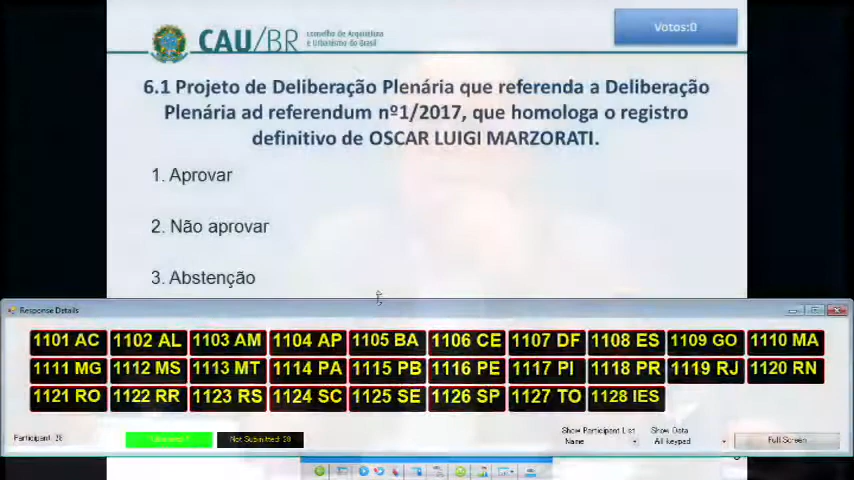 Votos:0
CAU/BR
Conselho de Arquitetura
e Urbanismo do Brasil
6.1 Projeto de Deliberação Plenária que referenda a Deliberação
Plenária ad referendum nº1/2017, que homologa o registro
definitivo de OSCAR LUIGI MARZORATI.
1. Aprovar
2. Não aprovar
3. Abstenção
Response Details
1101 AC 1102 AL 1103 AM 1104 AP 1105 BA 1106 CE 1107 DF 1108 ES 1109 GO 1110 MA
1111 MG 1112 MS 1113 MT 1114 PA 1115 PB 1116 PE 1117 PI 1118 PR 1119 RJ 1120 RN
1121 RO 1122 RR 1123 RS 1124 SC 1125 SE 1126 SP 1127 TO 1128 IES
Show Participant List Show Data
Participant: 28 Not Submitted: 28 Name All keypad Full Screen